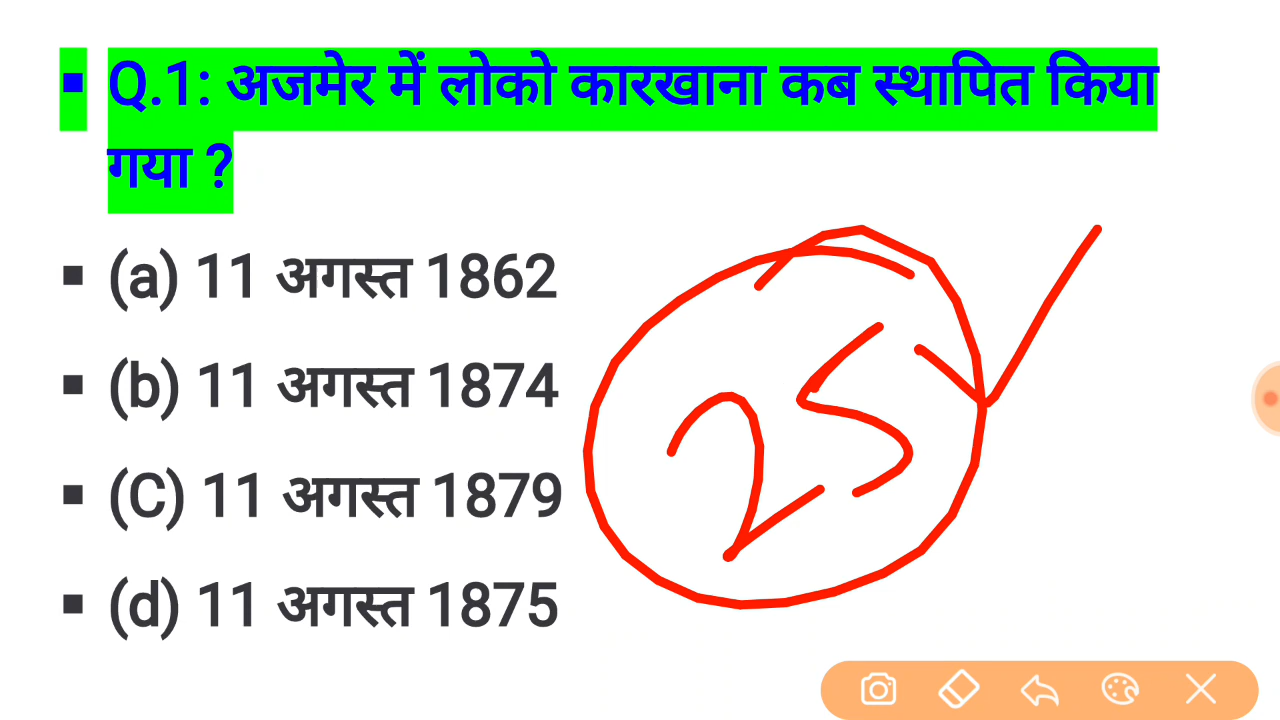 ▪ Q.1: अजमेर में लोको कारखाना कब स्थापित किया
गया ?
▪ (a) 11 अगस्त 1862
▪ (b) 11 अगस्त 1874
▪ (C) 11 अगस्त 1879
▪ (d) 11 अगस्त 1875
25